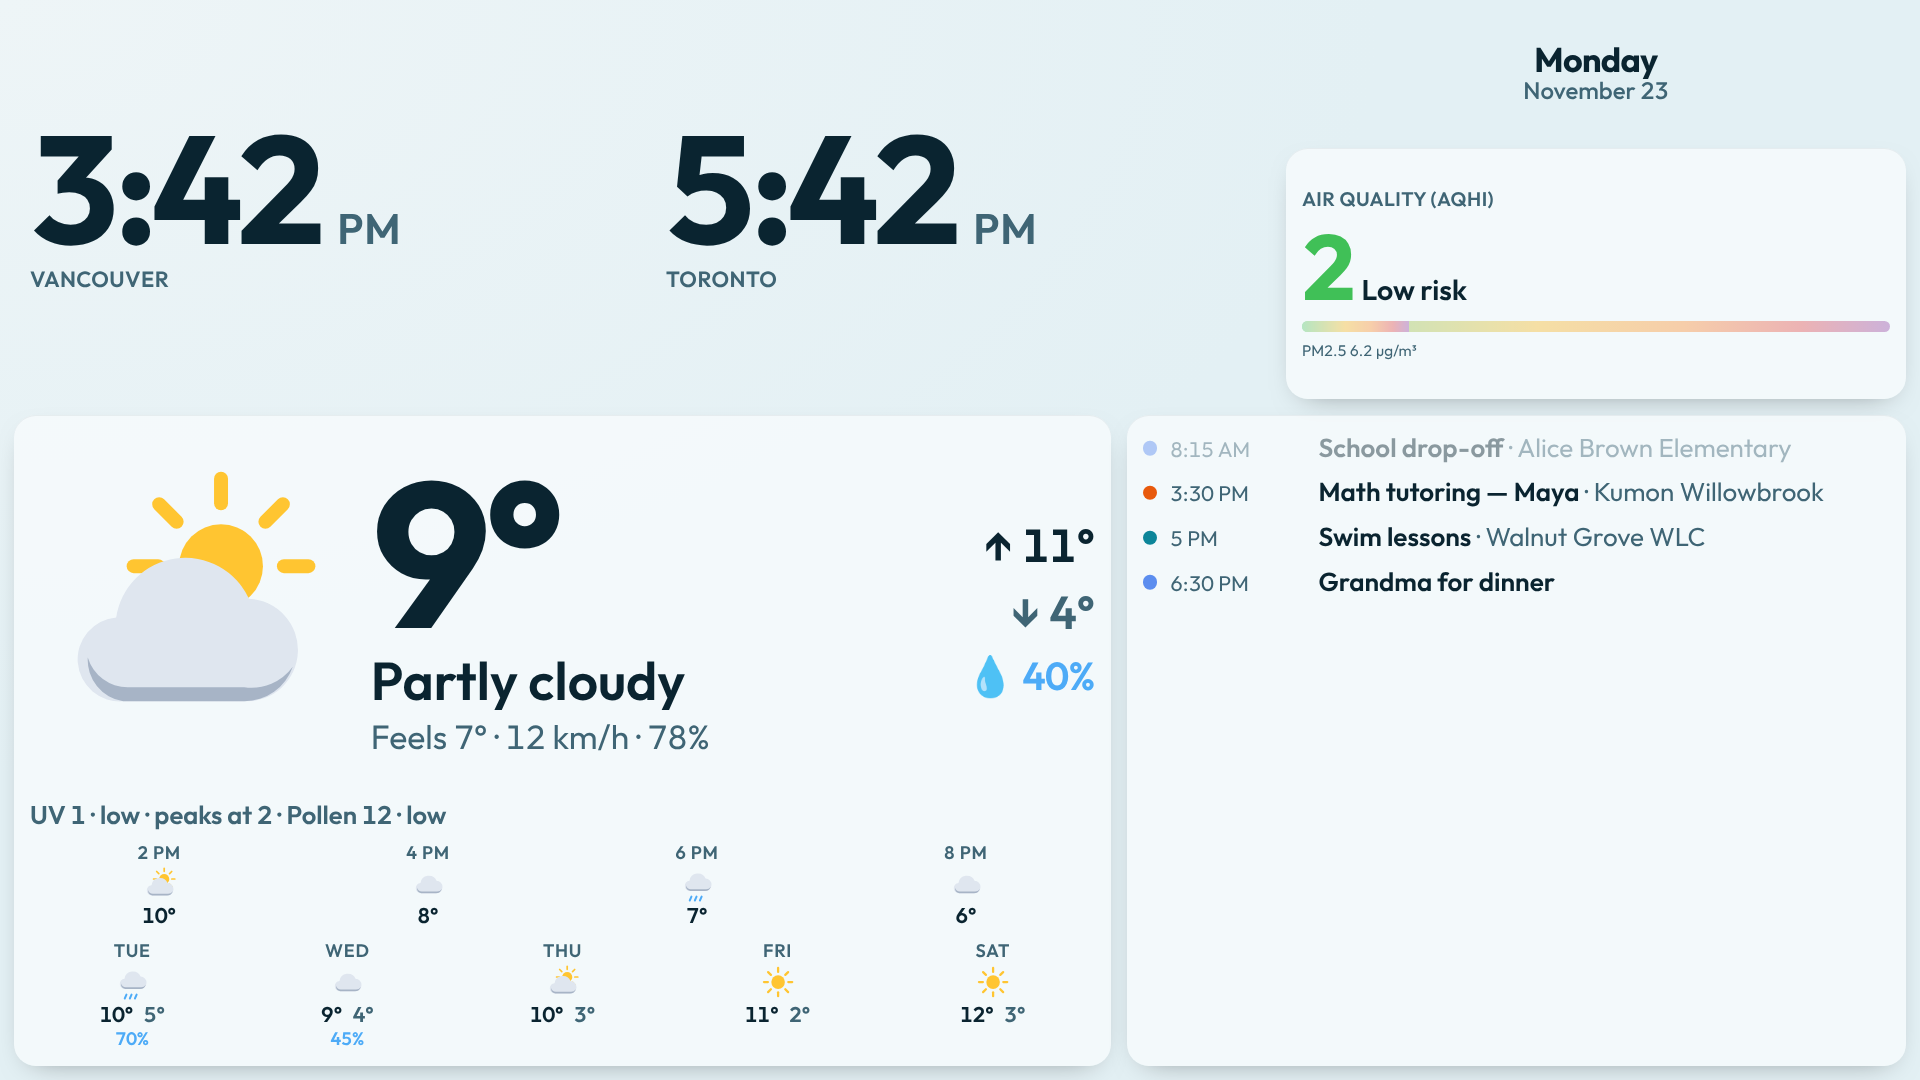 Monday
November 23
3:42 PM
VANCOUVER
5:42 PM
TORONTO
AIR QUALITY (AQHI)
2 Low risk
PM2.5 6.2 µg/m³
9°
Partly cloudy
Feels 7° · 12 km/h · 78%
↑ 11°
↓ 4°
40%
UV 1 · low · peaks at 2 · Pollen 12 · low
2 PM 4 PM 6 PM 8 PM
10° 8° 7° 6°
TUE WED THU FRI SAT
10° 5° 9° 4° 10° 3° 11° 2° 12° 3°
70% 45%
8:15 AM School drop-off · Alice Brown Elementary
3:30 PM Math tutoring — Maya · Kumon Willowbrook
5 PM Swim lessons · Walnut Grove WLC
6:30 PM Grandma for dinner